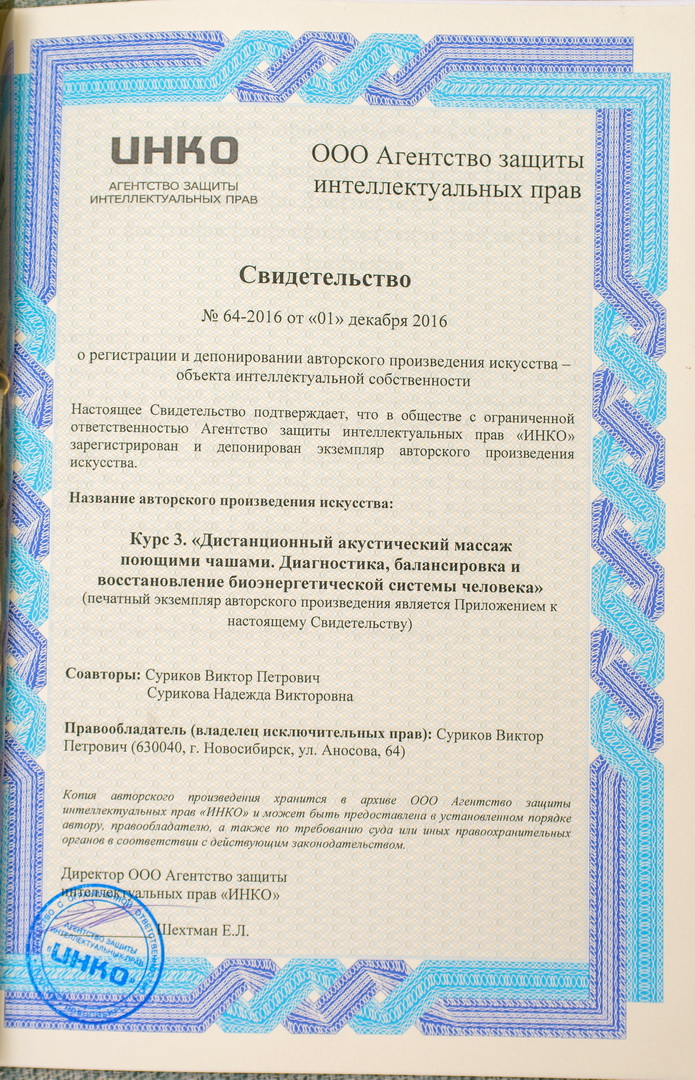 ИНКО
АГЕНТСТВО ЗАЩИТЫ
ИНТЕЛЛЕКТУАЛЬНЫХ ПРАВ
ООО Агентство защиты
интеллектуальных прав
Свидетельство
№ 64-2016 от «01» декабря 2016
о регистрации и депонировании авторского произведения искусства –
объекта интеллектуальной собственности
Настоящее Свидетельство подтверждает, что в обществе с ограниченной
ответственностью Агентство защиты интеллектуальных прав «ИНКО»
зарегистрирован и депонирован экземпляр авторского произведения
искусства.
Название авторского произведения искусства:
Курс 3. «Дистанционный акустический массаж
поющими чашами. Диагностика, балансировка и
восстановление биоэнергетической системы человека»
(печатный экземпляр авторского произведения является Приложением к
настоящему Свидетельству)
Соавторы: Суриков Виктор Петрович
Сурикова Надежда Викторовна
Правообладатель (владелец исключительных прав): Суриков Виктор
Петрович (630040, г. Новосибирск, ул. Аносова, 64)
Копия авторского произведения хранится в архиве ООО Агентство защиты
интеллектуальных прав «ИНКО» и может быть предоставлена в установленном порядке
автору, правообладателю, а также по требованию суда или иных правоохранительных
органов в соответствии с действующим законодательством.
Директор ООО Агентство защиты
интеллектуальных прав «ИНКО»
Шехтман Е.Л.
АГЕНТСТВО ЗАЩИТЫ
ИНТЕЛЛЕКТУАЛЬНЫХ ПРАВ
«ИНКО»